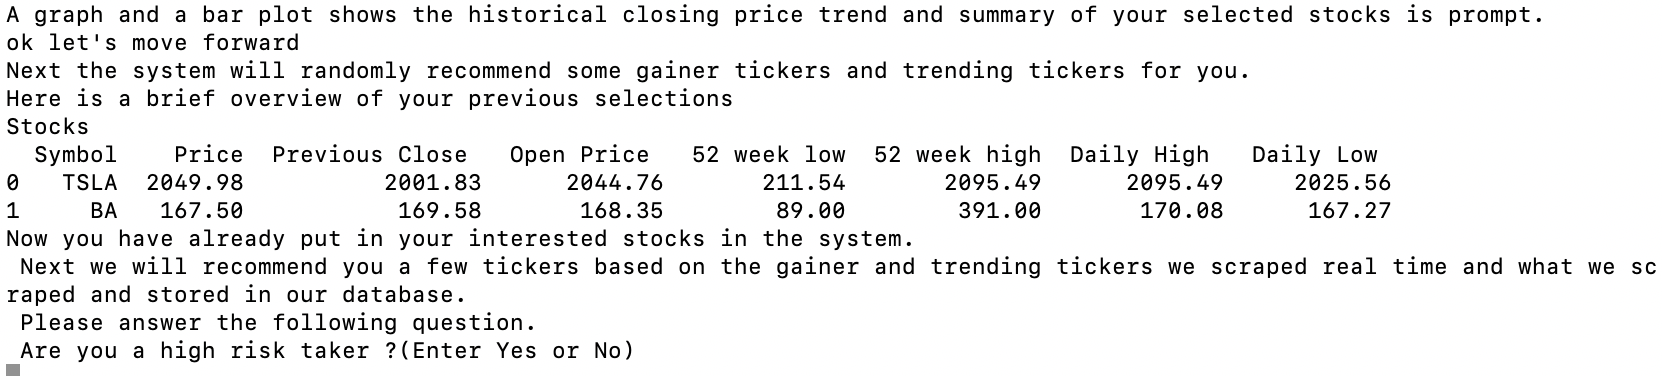 A graph and a bar plot shows the historical closing price trend and summary of your selected stocks is prompt.
ok let's move forward
Next the system will randomly recommend some gainer tickers and trending tickers for you.
Here is a brief overview of your previous selections
Stocks
  Symbol    Price  Previous Close   Open Price   52 week low  52 week high  Daily High   Daily Low
0   TSLA  2049.98          2001.83      2044.76        211.54       2095.49      2095.49     2025.56
1     BA   167.50           169.58       168.35         89.00        391.00       170.08      167.27
Now you have already put in your interested stocks in the system.
 Next we will recommend you a few tickers based on the gainer and trending tickers we scraped real time and what we sc
raped and stored in our database.
 Please answer the following question.
 Are you a high risk taker ?(Enter Yes or No)